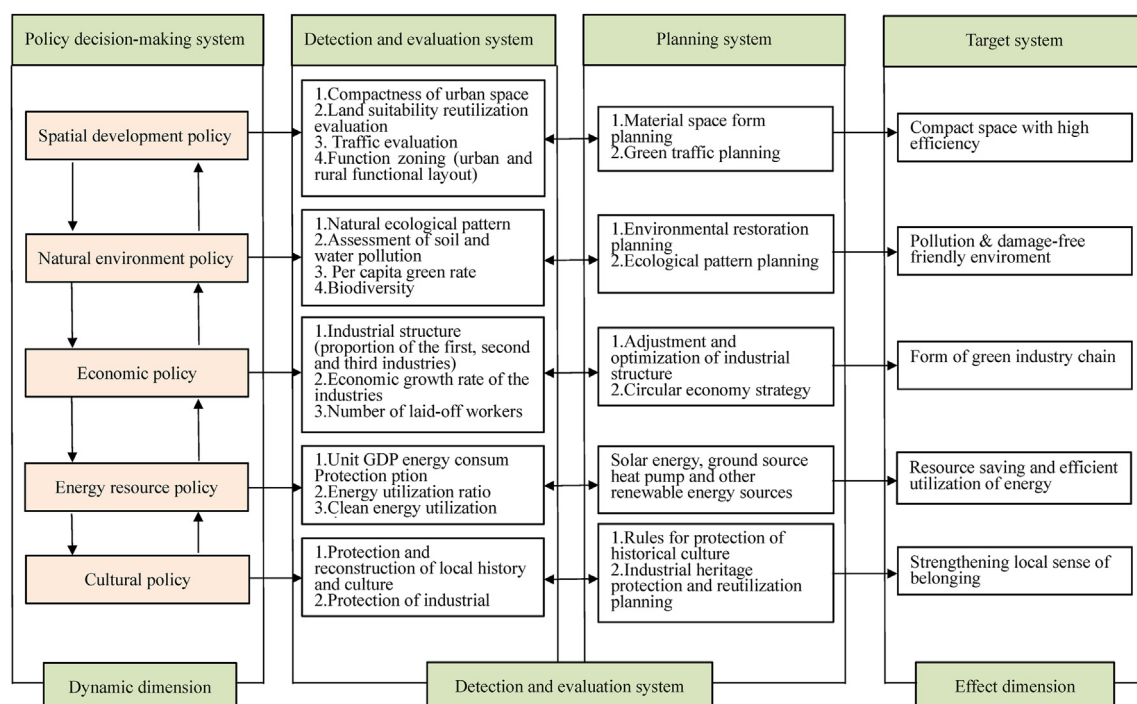 Policy decision-making system
Detection and evaluation system
Planning system
Target system
Spatial development policy
1.Compactness of urban space
2.Land suitability reutilization
evaluation
3. Traffic evaluation
4.Function zoning (urban and
rural functional layout)
1.Material space form
planning
2.Green traffic planning
Compact space with high
efficiency
Natural environment policy
1.Natural ecological pattern
2.Assessment of soil and
water pollution
3. Per capita green rate
4.Biodiversity
1.Environmental restoration
planning
2.Ecological pattern planning
Pollution & damage-free
friendly enviroment
Economic policy
1.Industrial structure
(proportion of the first, second
and third industries)
2.Economic growth rate of the
industries
3.Number of laid-off workers
1.Adjustment and
optimization of industrial
structure
2.Circular economy strategy
Form of green industry chain
Energy resource policy
1.Unit GDP energy consum
Protection ption
2.Energy utilization ratio
3.Clean energy utilization
Solar energy, ground source
heat pump and other
renewable energy sources
Resource saving and efficient
utilization of energy
Cultural policy
1.Protection and
reconstruction of local history
and culture
2.Protection of industrial
1.Rules for protection of
historical culture
2.Industrial heritage
protection and reutilization
planning
Strengthening local sense of
belonging
Dynamic dimension
Detection and evaluation system
Effect dimension